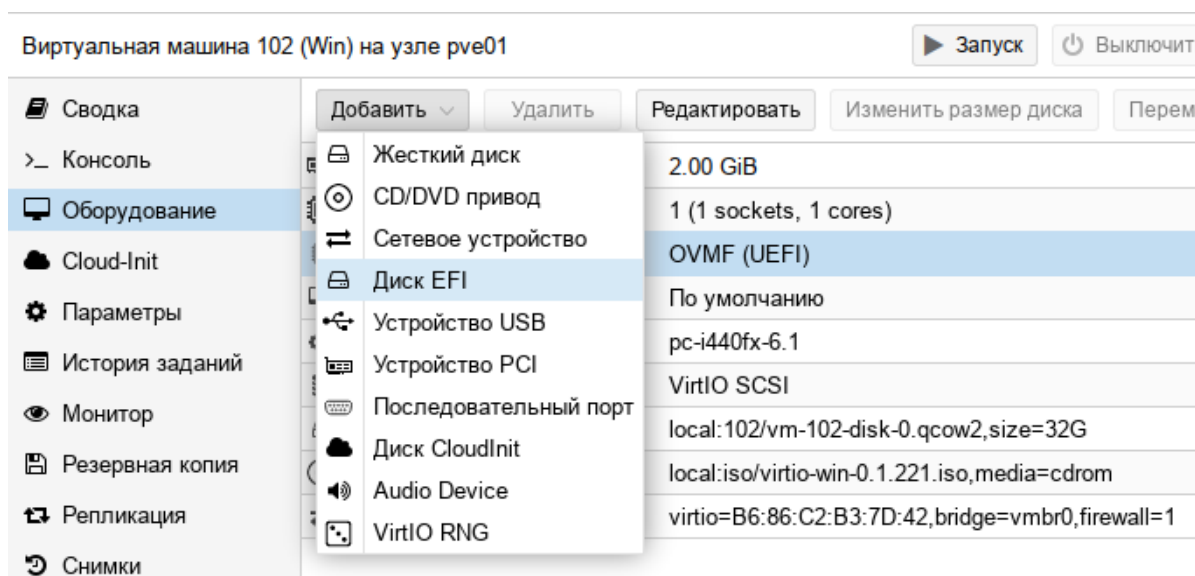 Виртуальная машина 102 (Win) на узле pve01
Запуск
Выключит
Сводка
Консоль
Оборудование
Cloud-Init
Параметры
История заданий
Монитор
Резервная копия
Репликация
Снимки
Добавить
Удалить
Редактировать
Изменить размер диска
Перем
Жесткий диск
CD/DVD привод
Сетевое устройство
Диск EFI
Устройство USB
Устройство PCI
Последовательный порт
Диск CloudInit
Audio Device
VirtIO RNG
2.00 GiB
1 (1 sockets, 1 cores)
OVMF (UEFI)
По умолчанию
pc-i440fx-6.1
VirtIO SCSI
local:102/vm-102-disk-0.qcow2,size=32G
local:iso/virtio-win-0.1.221.iso,media=cdrom
virtio=B6:86:C2:B3:7D:42,bridge=vmbr0,firewall=1